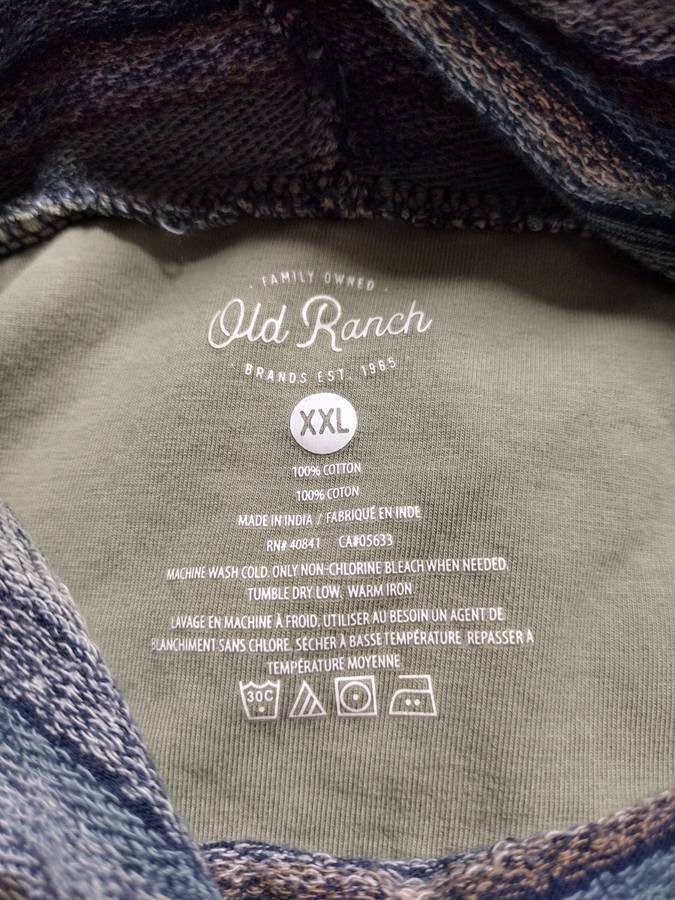 · FAMILY OWNED ·
Old Ranch
· BRANDS EST. 1985 ·
XXL
100% COTTON
100% COTON
MADE IN INDIA / FABRIQUÉ EN INDE
RN# 40841 CA#05633
MACHINE WASH COLD. ONLY NON-CHLORINE BLEACH WHEN NEEDED.
TUMBLE DRY LOW. WARM IRON.
LAVAGE EN MACHINE À FROID. UTILISER AU BESOIN UN AGENT DE
BLANCHIMENT SANS CHLORE. SÉCHER À BASSE TEMPÉRATURE REPASSER À
TEMPÉRATURE MOYENNE
30C